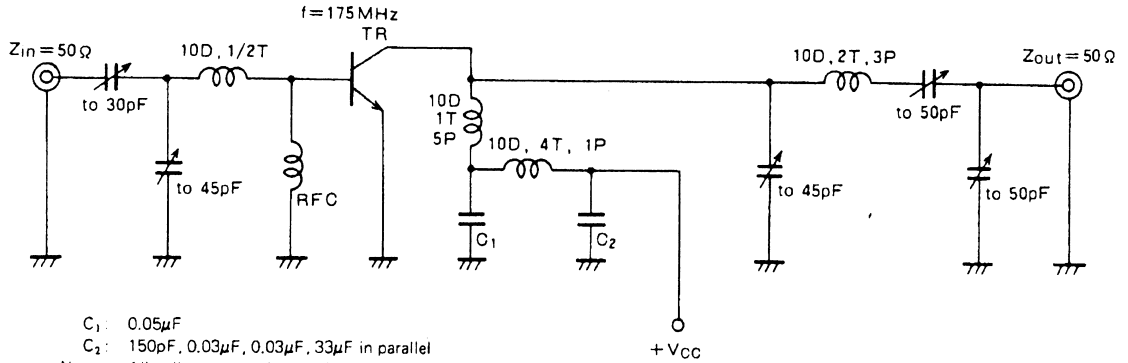 f=175MHz
TR
Zin=50Ω
10D, 1/2T
to 30pF
to 45pF
RFC
10D
1T
5P
10D, 4T, 1P
C1
C2
10D, 2T, 3P
Zout=50Ω
to 50pF
to 45pF
to 50pF
+VCC
C1: 0.05μF
C2: 150pF, 0.03μF, 0.03μF, 33μF in parallel